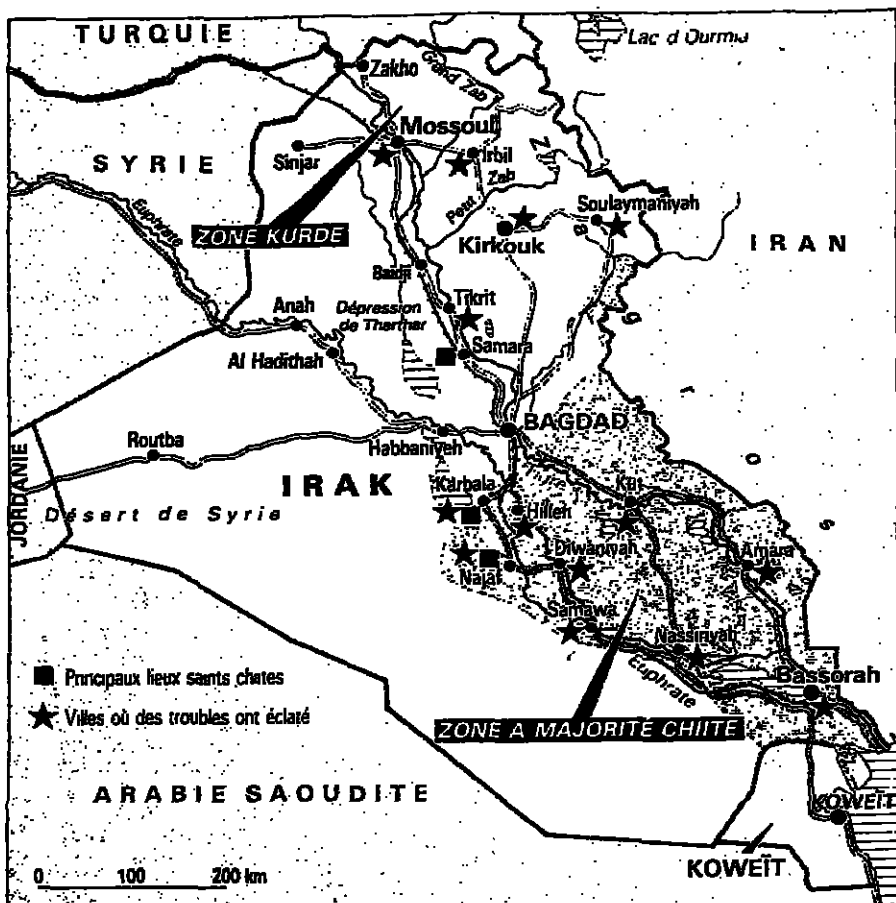 TURQUIE
Lac d Ourmia
Zakho
Grand Zab
Mossoul
Sinjar
Irbil
SYRIE
Petit Zab
Z
Soulaymaniyah
Euphrate
ZONE KURDE
Kirkouk
a
IRAN
Baidji
g
Anah
Dépression
de Tharthar
Tikrit
Al Hadithah
Samara
r
BAGDAD
Routba
Habbaniyeh
o
IRAK
Karbala
Hilleh
Kut
s
JORDANIE
Désert de Syrie
Najaf
Diwaniyah
Amara
Samawa
Nassiriyah
Euphrate
Bassorah
Principaux lieux saints chiites
Villes où des troubles ont éclaté
ZONE A MAJORITÉ CHIITE
ARABIE SAOUDITE
KOWEÏT
KOWEÏT
0 100 200 km